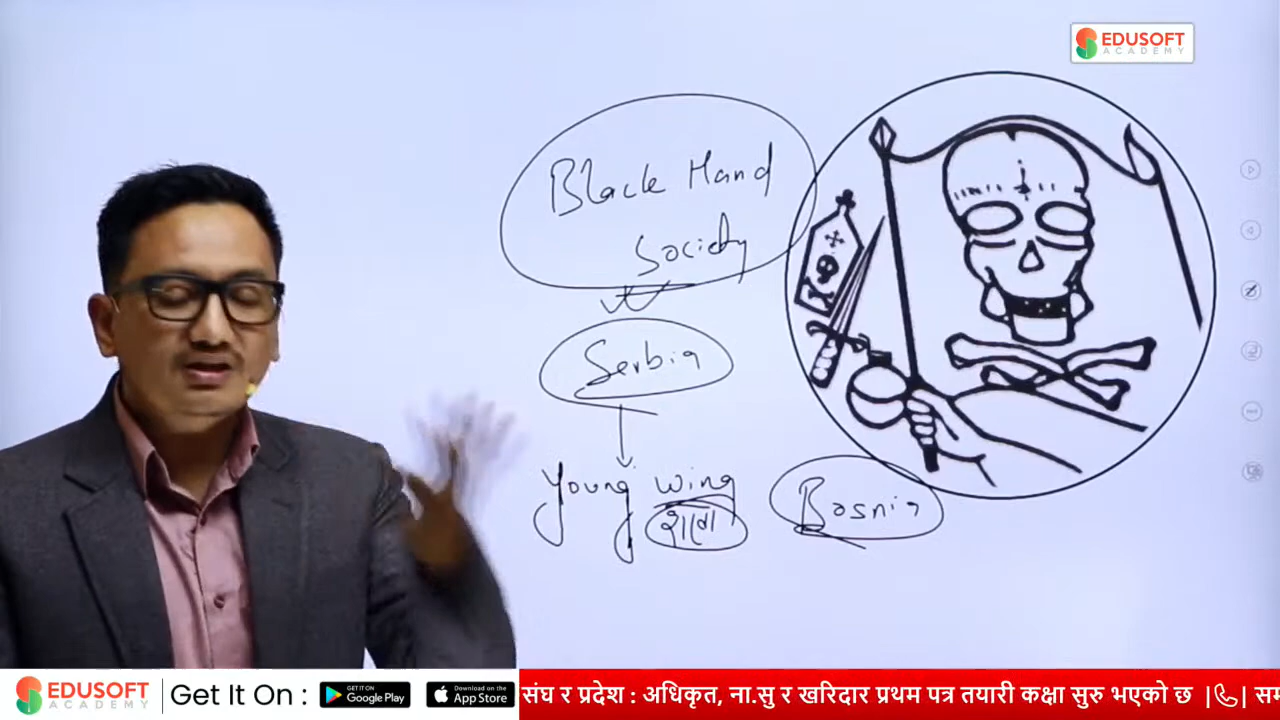 EDUSOFT
ACADEMY
Black Hand
Society
Serbia
Young wing
शाखा
Bosnia
EDUSOFT
ACADEMY
Get It On :
GET IT ON
Google Play
Download on the
App Store
संघ र प्रदेश : अधिकृत, ना.सु र खरिदार प्रथम पत्र तयारी कक्षा सुरु भएको छ | | सम